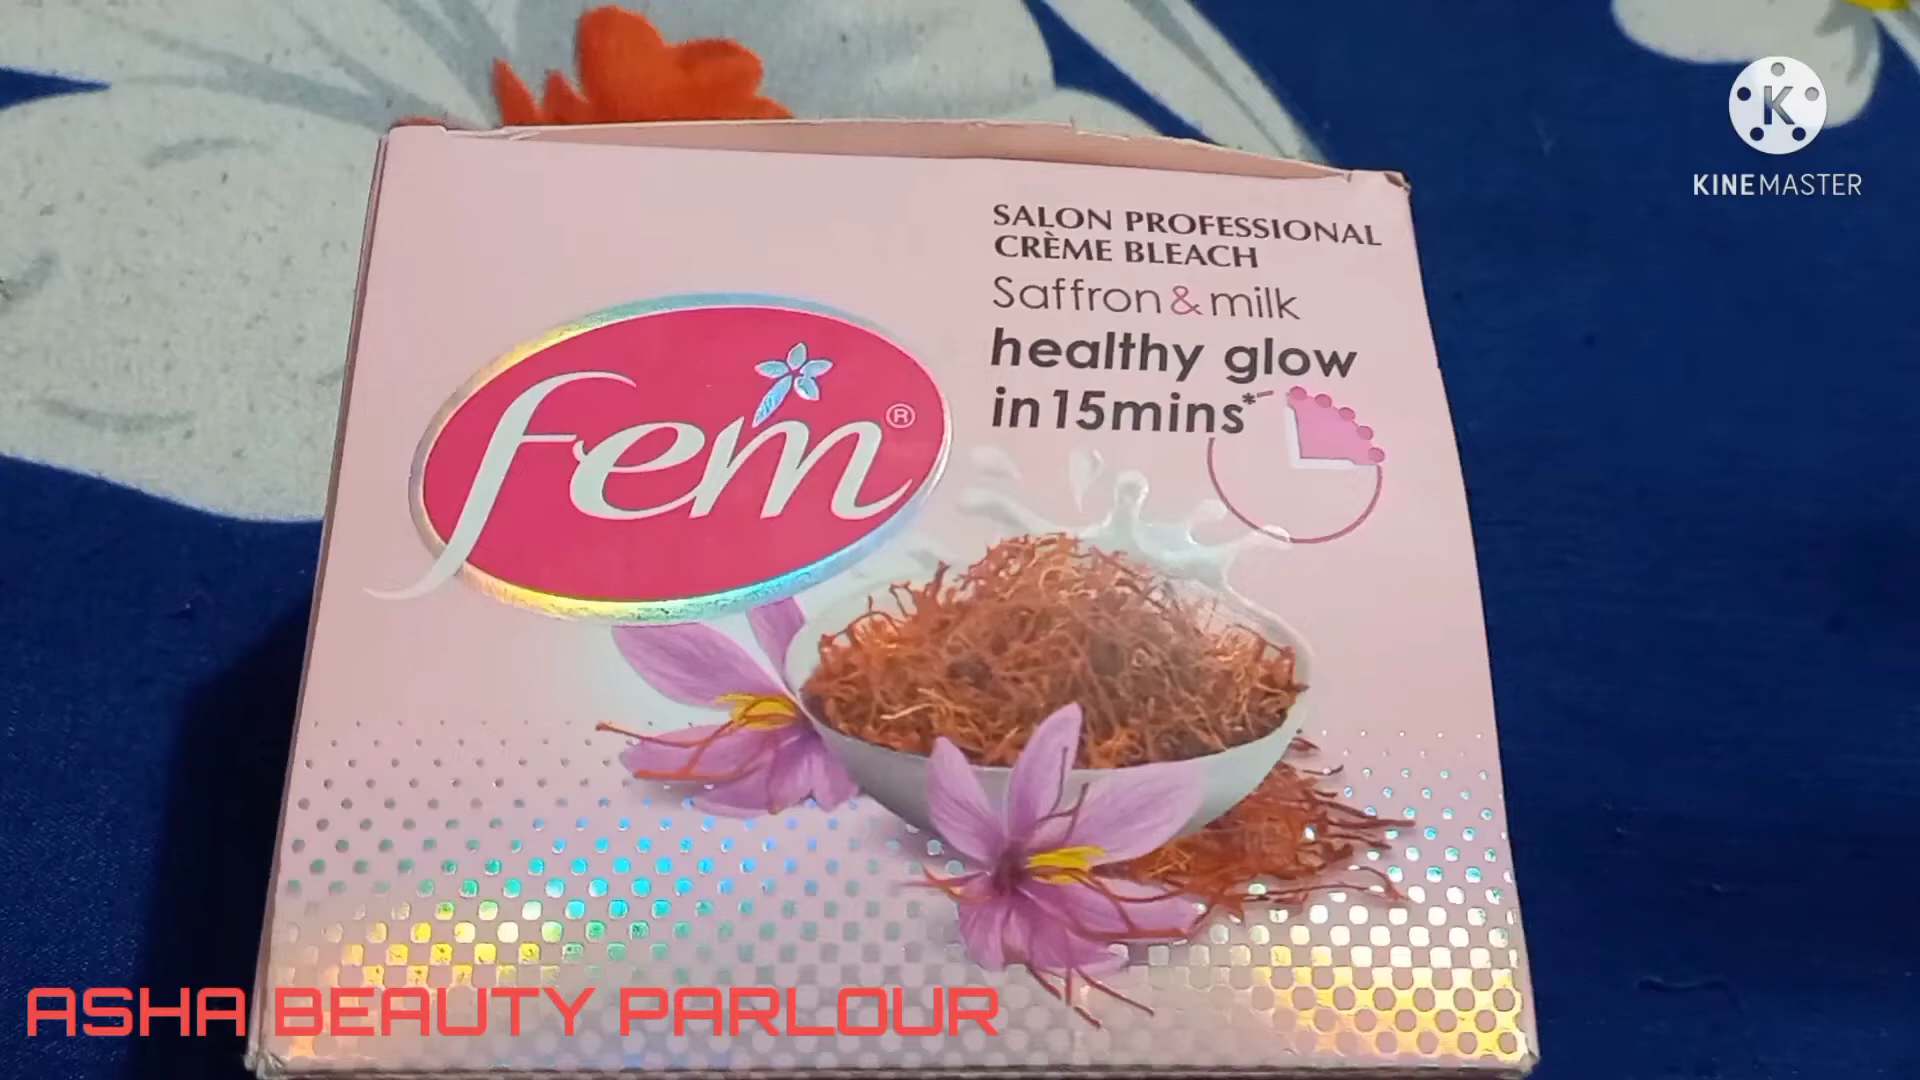 SALON PROFESSIONAL
CRÈME BLEACH
Saffron & milk
healthy glow
in 15mins*~
fem®
K
KINEMASTER
ASHA BEAUTY PARLOUR